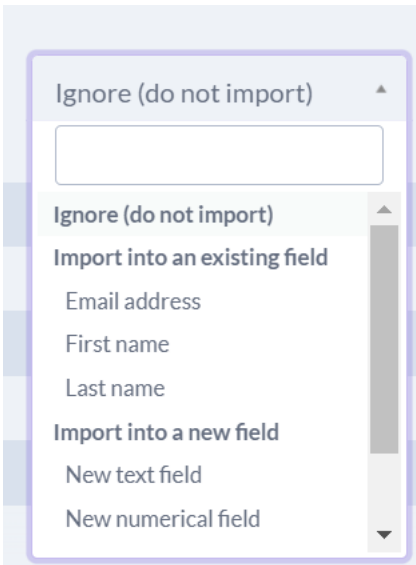 Ignore (do not import)
Ignore (do not import)
Import into an existing field
Email address
First name
Last name
Import into a new field
New text field
New numerical field